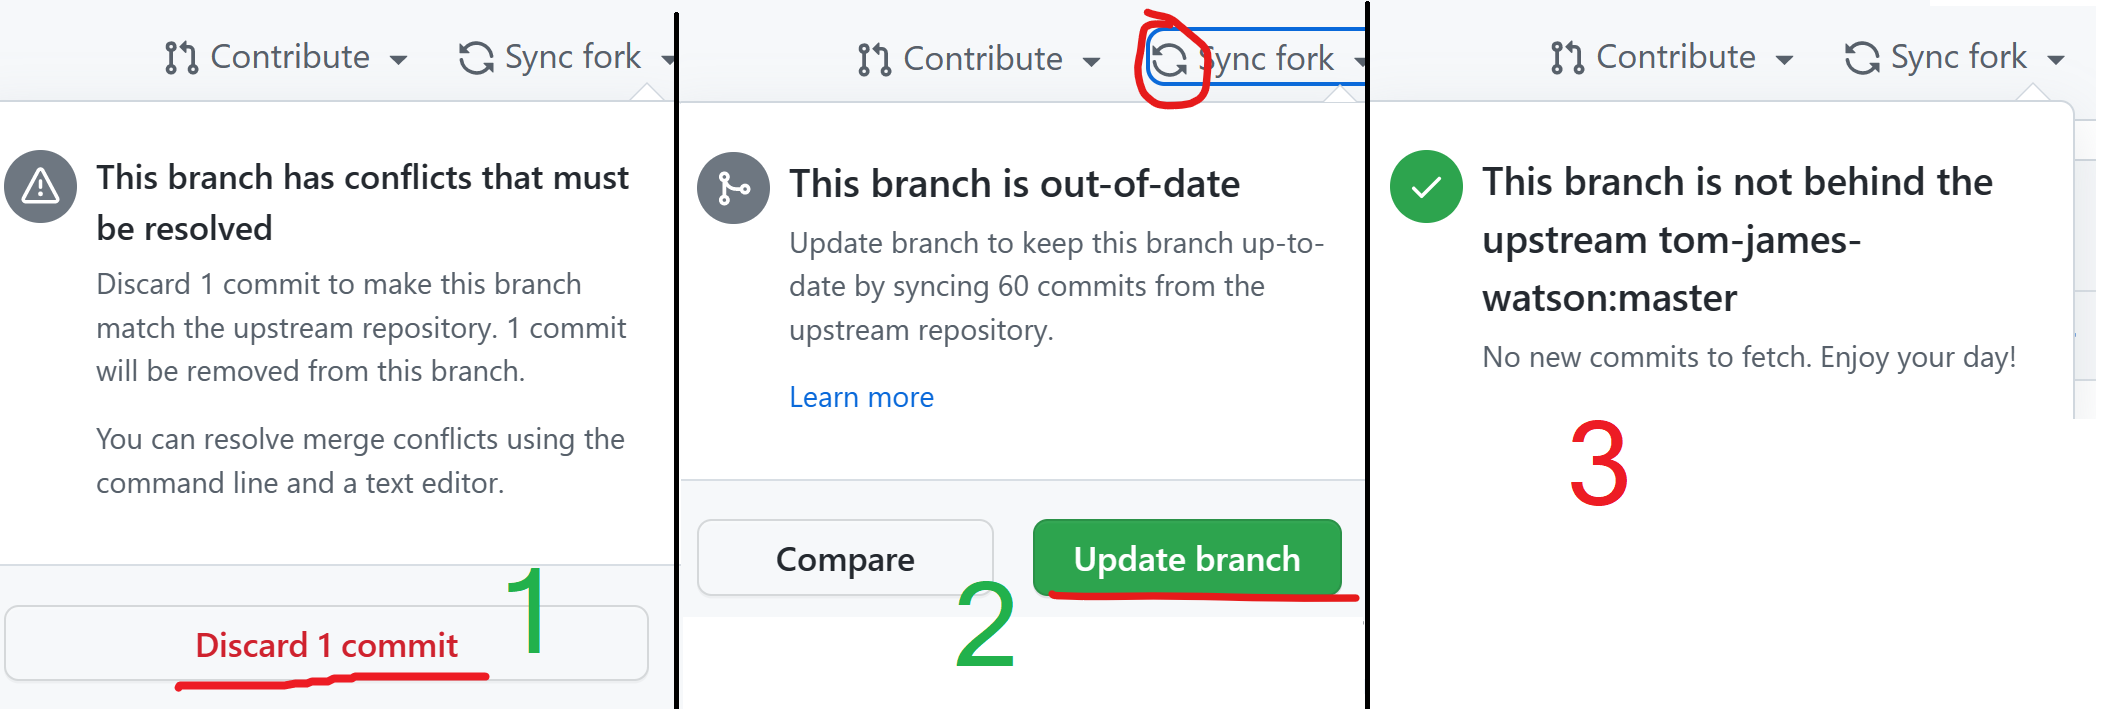 Contribute
Sync fork
This branch has conflicts that must
be resolved
Discard 1 commit to make this branch
match the upstream repository. 1 commit
will be removed from this branch.
You can resolve merge conflicts using the
command line and a text editor.
Discard 1 commit
1
Contribute
Sync fork
This branch is out-of-date
Update branch to keep this branch up-to-
date by syncing 60 commits from the
upstream repository.
Learn more
Compare
Update branch
2
Contribute
Sync fork
This branch is not behind the
upstream tom-james-
watson:master
No new commits to fetch. Enjoy your day!
3